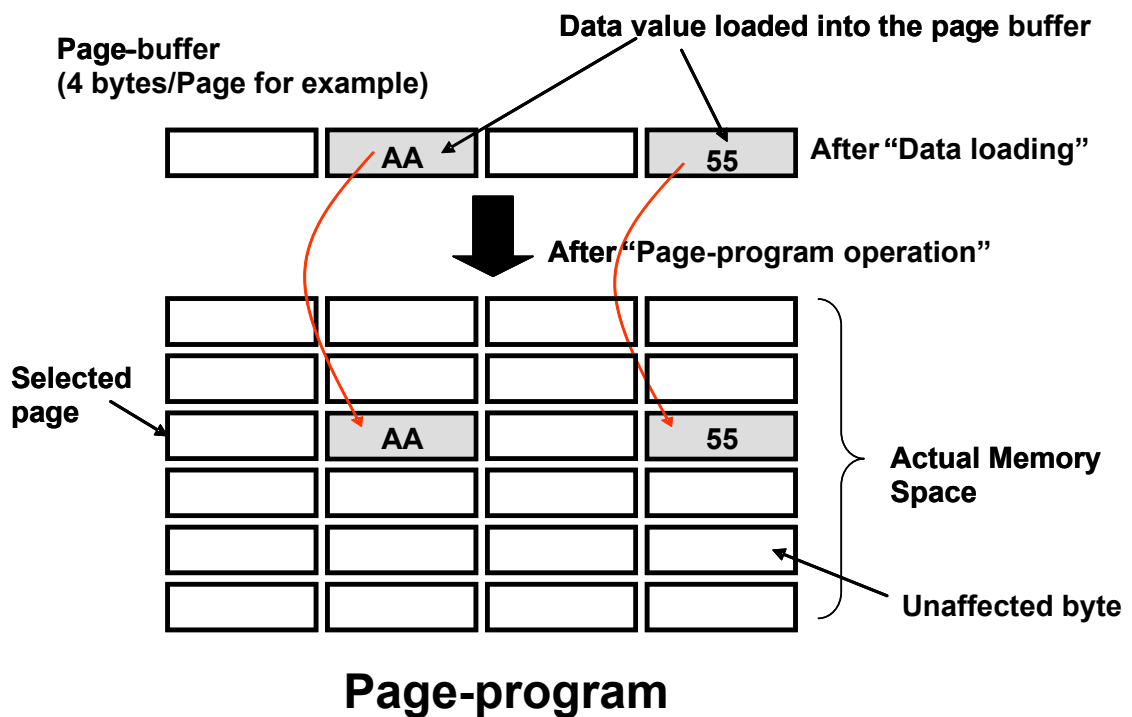 Data value loaded into the page buffer
Page-buffer
(4 bytes/Page for example)
AA
55
After “Data loading”
After “Page-program operation”
Selected
page
AA
55
Actual Memory
Space
Unaffected byte
Page-program